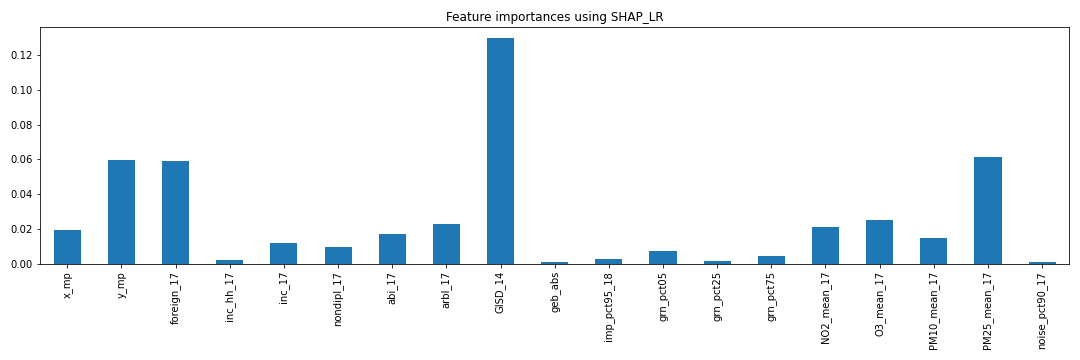 Feature importances using SHAP_LR
0.12
0.10
0.08
0.06
0.04
0.02
0.00
x_mp
y_mp
foreign_17
inc_hh_17
inc_17
nondipl_17
abi_17
arbl_17
GISD_14
geb_abs
imp_pct95_18
grn_pct05
grn_pct25
grn_pct75
NO2_mean_17
O3_mean_17
PM10_mean_17
PM25_mean_17
noise_pct90_17